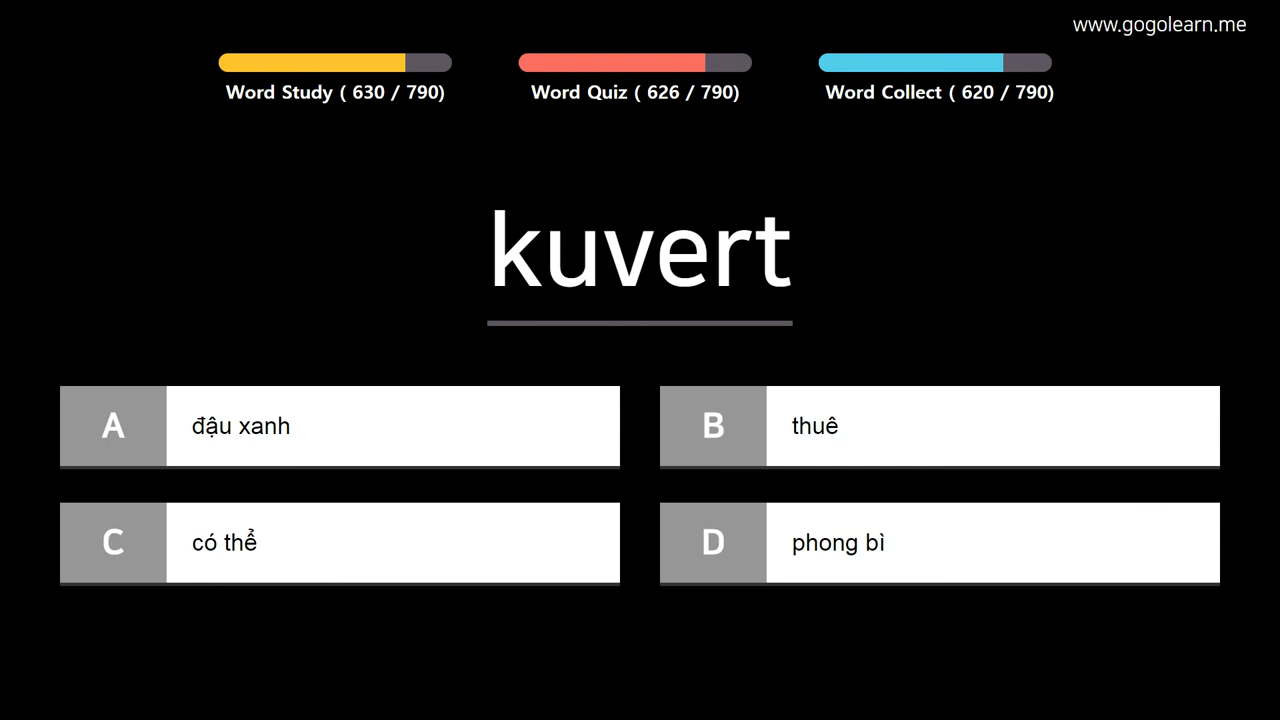 www.gogolearn.me
Word Study ( 630 / 790)
Word Quiz ( 626 / 790)
Word Collect ( 620 / 790)
kuvert
A đậu xanh
B thuê
C có thể
D phong bì